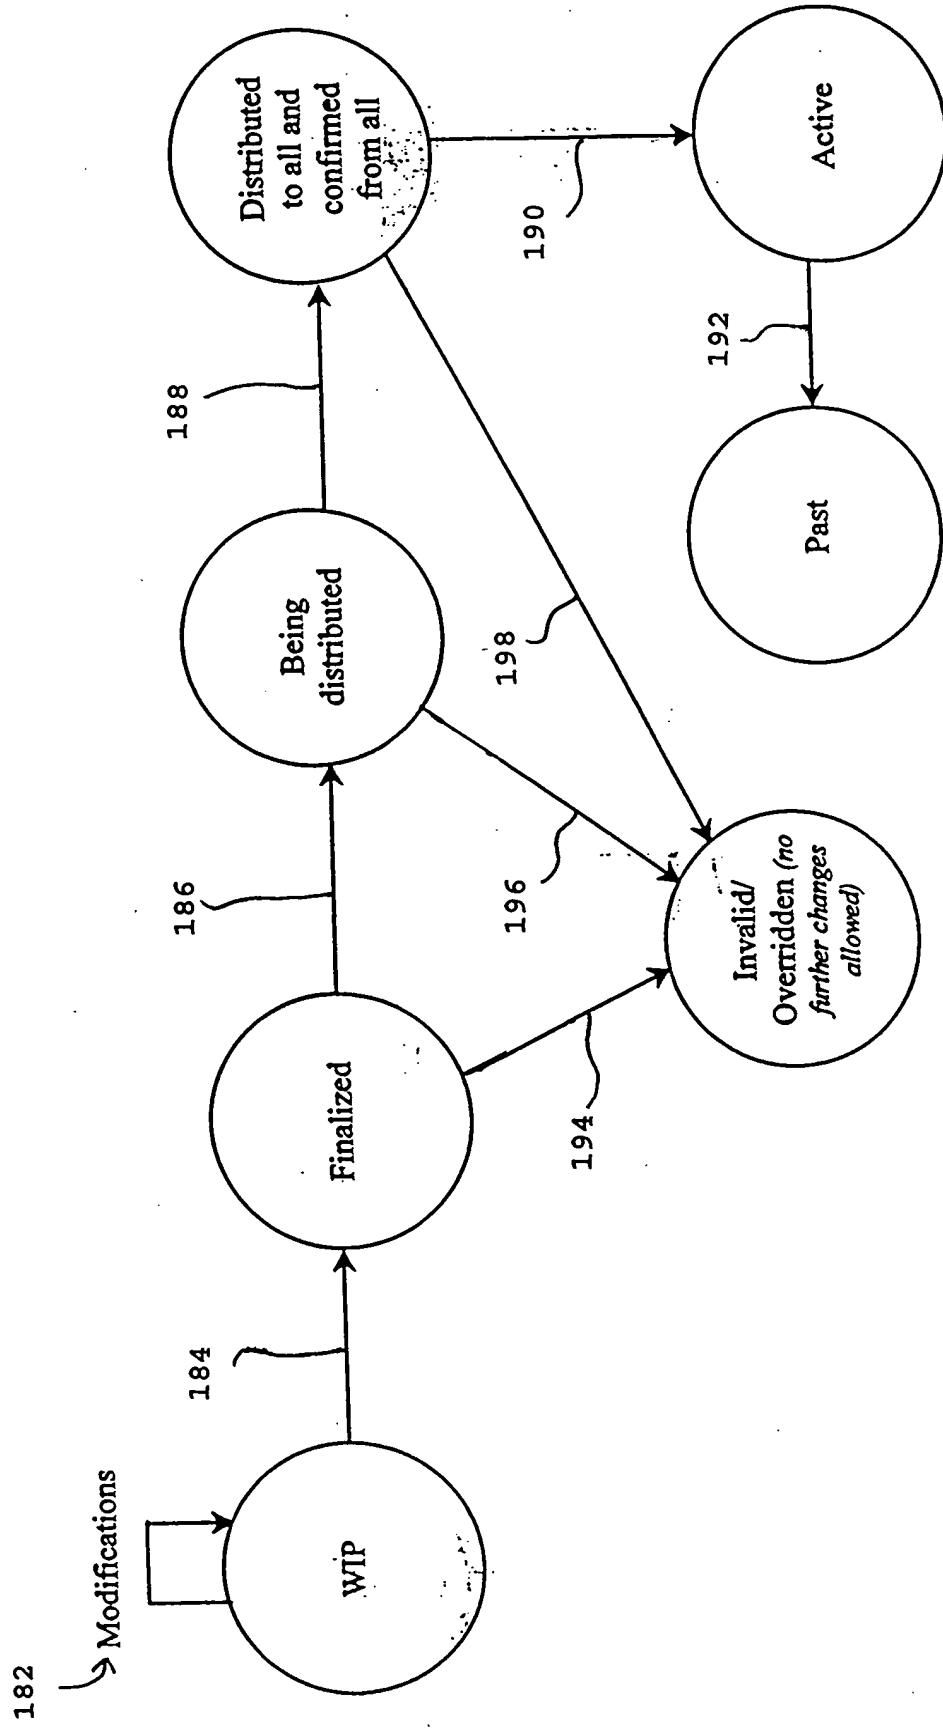 182
Modifications
WIP
184
Finalized
186
Being
distributed
188
Distributed
to all and
confirmed
from all
194
196
198
190
Invalid/
Overridden (no
further changes
allowed)
Past
192
Active